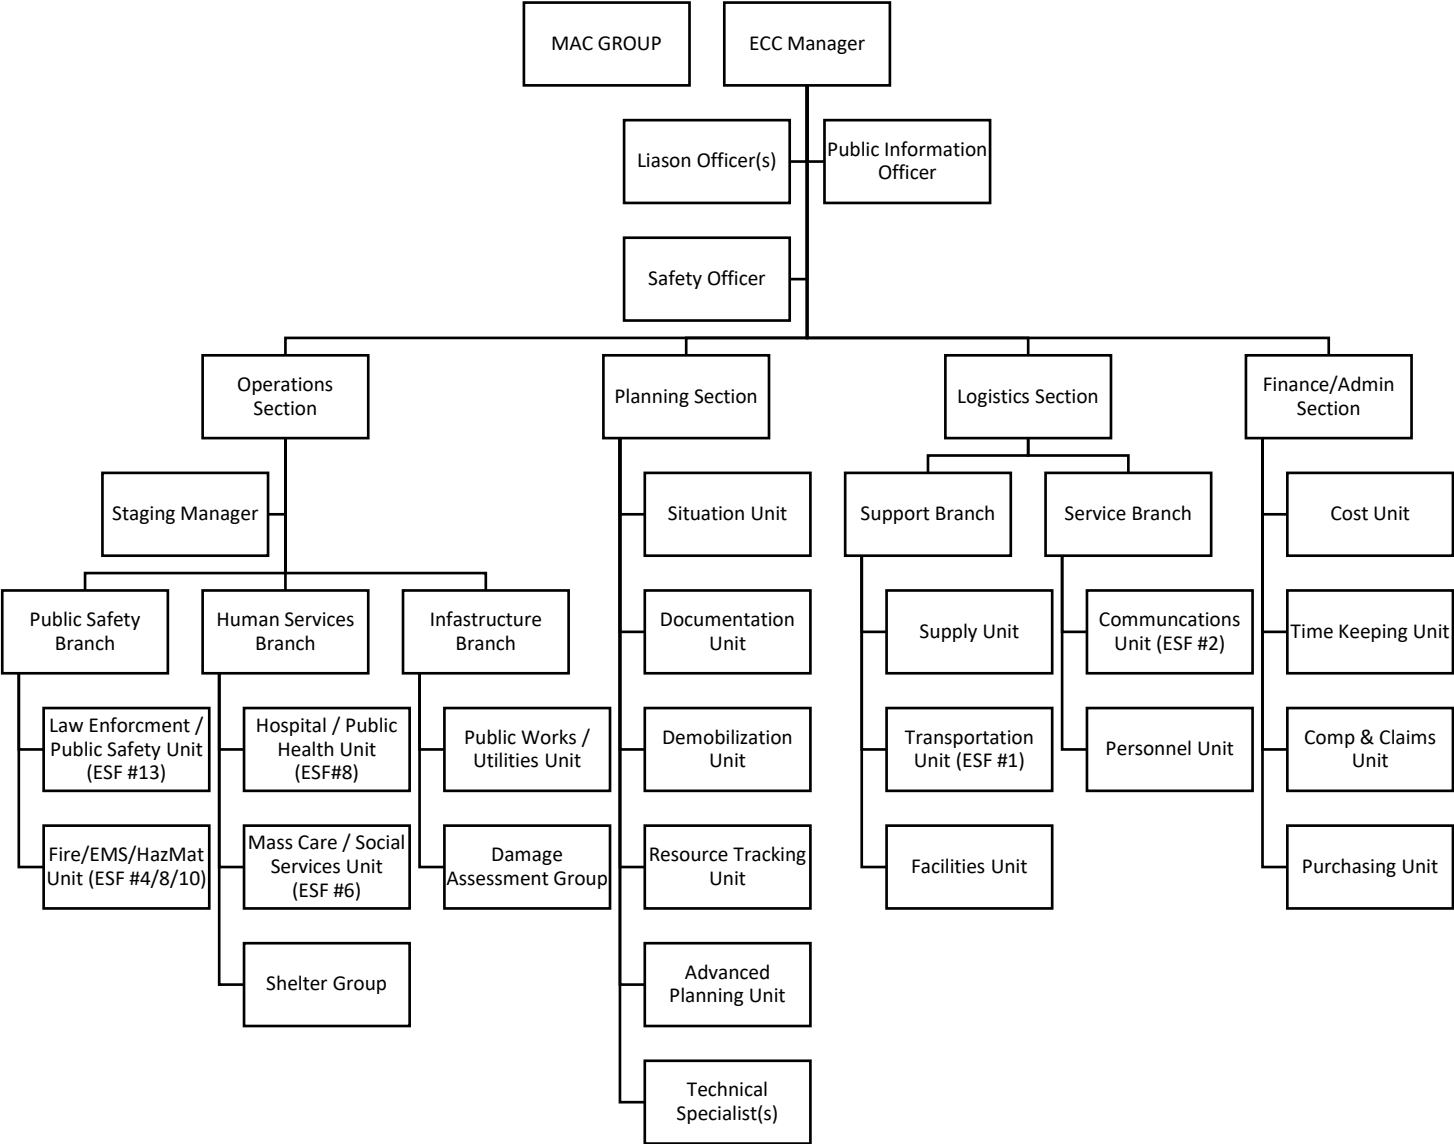 MAC GROUP
ECC Manager
Liason Officer(s)
Public Information
Officer
Safety Officer
Operations
Section
Planning Section
Logistics Section
Finance/Admin
Section
Staging Manager
Situation Unit
Support Branch
Service Branch
Cost Unit
Public Safety
Branch
Human Services
Branch
Infastructure
Branch
Documentation
Unit
Supply Unit
Communcations
Unit (ESF #2)
Time Keeping Unit
Law Enforcment /
Public Safety Unit
(ESF #13)
Hospital / Public
Health Unit
(ESF#8)
Public Works /
Utilities Unit
Demobilization
Unit
Transportation
Unit (ESF #1)
Personnel Unit
Comp & Claims
Unit
Fire/EMS/HazMat
Unit (ESF #4/8/10)
Mass Care / Social
Services Unit
(ESF #6)
Damage
Assessment Group
Resource Tracking
Unit
Facilities Unit
Purchasing Unit
Shelter Group
Advanced
Planning Unit
Technical
Specialist(s)